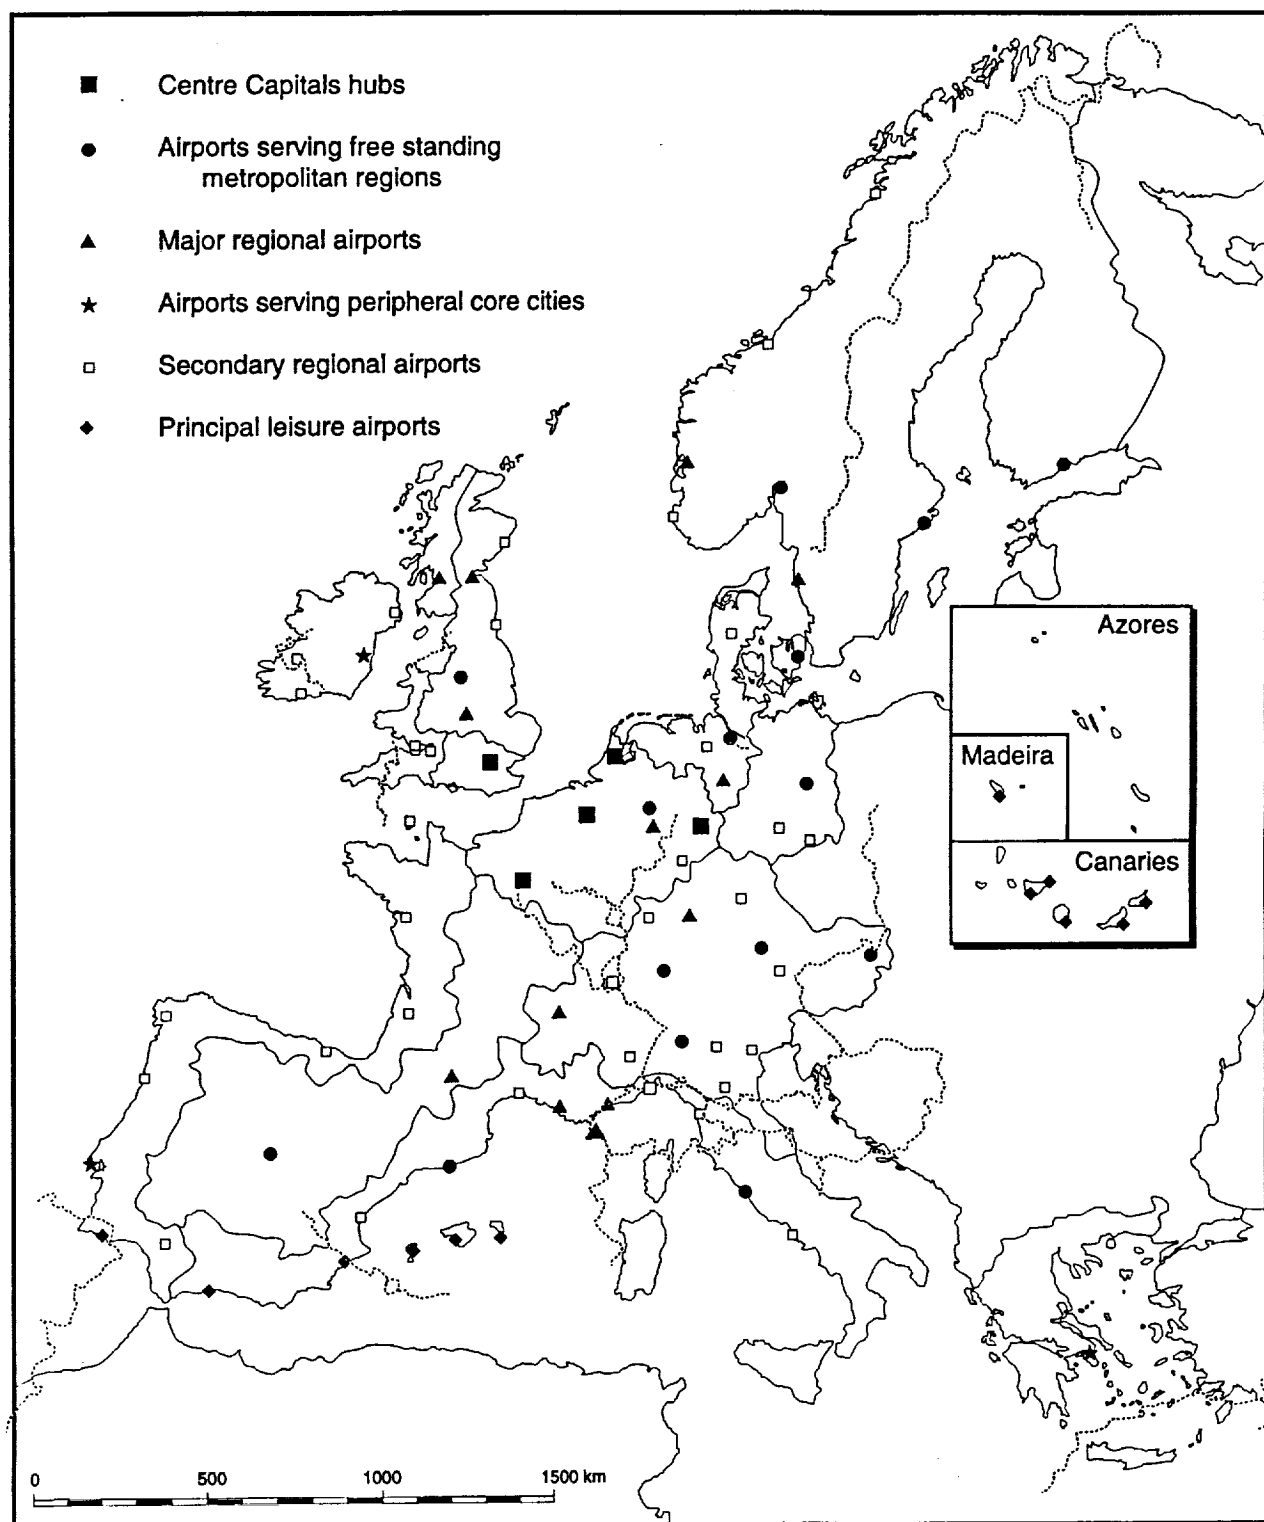 Centre Capitals hubs
Airports serving free standing
metropolitan regions
Major regional airports
Airports serving peripheral core cities
Secondary regional airports
Principal leisure airports
Azores
Madeira
Canaries
0 500 1000 1500 km